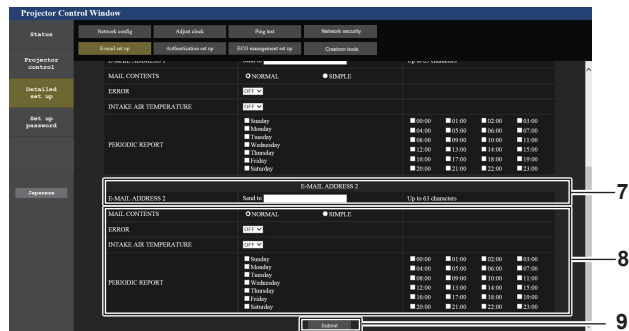 Projector Control Window
Status
Network config
Adjust clock
Ping test
Network security
E-mail set up
Authentication set up
ECO management set up
Crestron tools
Projector control
Detailed set up
Set up password
Japanese
E-MAIL ADDRESS 1 Send to Up to 63 characters
MAIL CONTENTS NORMAL SIMPLE
ERROR OFF
INTAKE AIR TEMPERATURE OFF
PERIODIC REPORT
Sunday 00:00 01:00 02:00 03:00
Monday 04:00 05:00 06:00 07:00
Tuesday 08:00 09:00 10:00 11:00
Wednesday 12:00 13:00 14:00 15:00
Thursday 16:00 17:00 18:00 19:00
Friday 20:00 21:00 22:00 23:00
Saturday
E-MAIL ADDRESS 2
E-MAIL ADDRESS 2 Send to Up to 63 characters
7
MAIL CONTENTS NORMAL SIMPLE
ERROR OFF
INTAKE AIR TEMPERATURE OFF
8
PERIODIC REPORT
Sunday 00:00 01:00 02:00 03:00
Monday 04:00 05:00 06:00 07:00
Tuesday 08:00 09:00 10:00 11:00
Wednesday 12:00 13:00 14:00 15:00
Thursday 16:00 17:00 18:00 19:00
Friday 20:00 21:00 22:00 23:00
Saturday
Submit
9